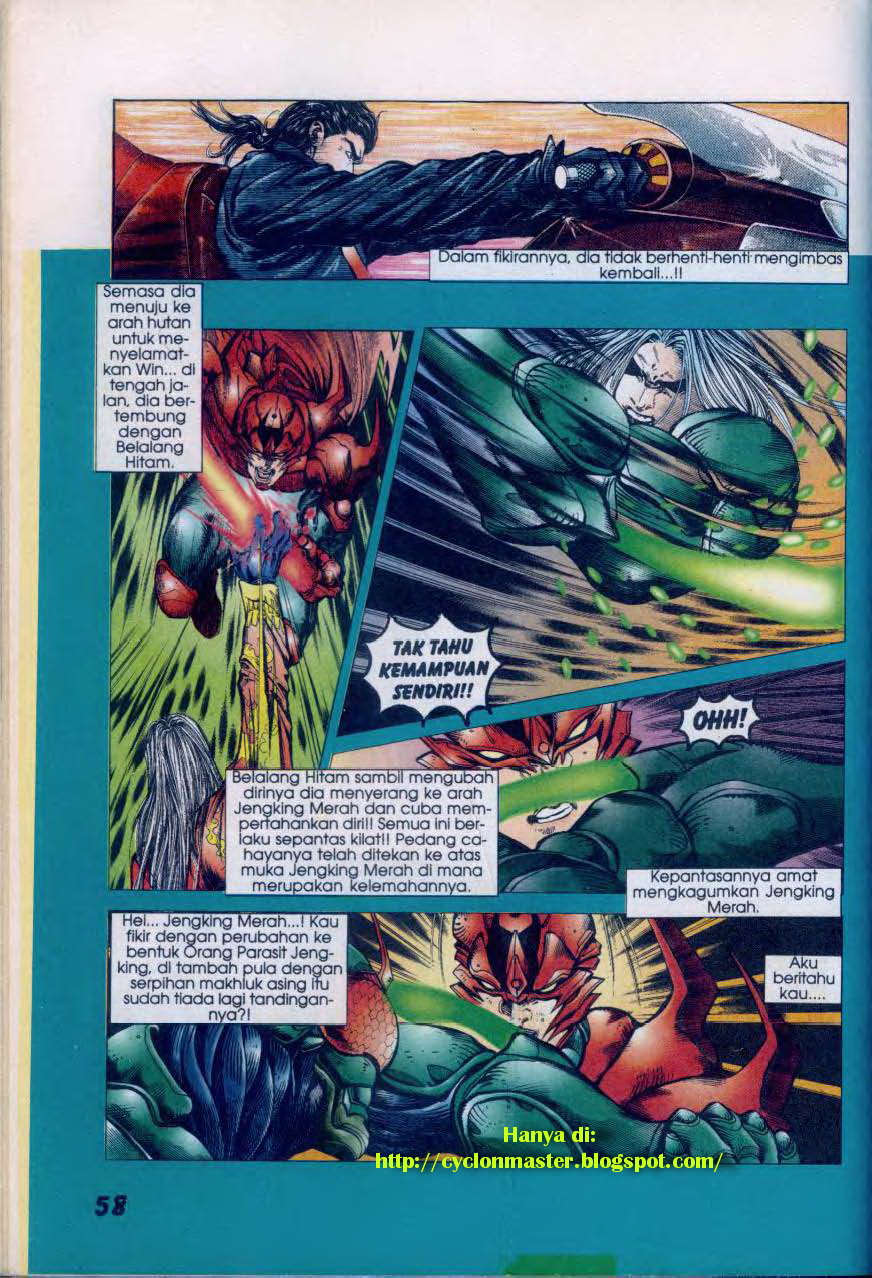 Dalam fikirannya, dia tidak berhenti-henti mengimbas
kembali...!!
Semasa dia
menuju ke
arah hutan
untuk me-
nyelamat-
kan Win... di
tengah ja-
lan, dia ber-
tembung
dengan
Belalang
Hitam.
TAK TAHU
KEMAMPUAN
SENDIRI!!
OHH!
Belalang Hitam sambil mengubah
dirinya dia menyerang ke arah
Jengking Merah dan cuba mem-
pertahankan diri!! Semua ini ber-
laku sepantas kilat!! Pedang ca-
hayanya telah ditekan ke atas
muka Jengking Merah di mana
merupakan kelemahannya.
Kepantasannya amat
mengkagumkan Jengking
Merah.
Hei... Jengking Merah...! Kau
fikir dengan perubahan ke
bentuk Orang Parasit Jeng-
king, di tambah pula dengan
serpihan makhluk asing itu
sudah tiada lagi tandingan-
nya?!
Aku
beritahu
kau....
Hanya di:
http://cyclonmaster.blogspot.com/
58